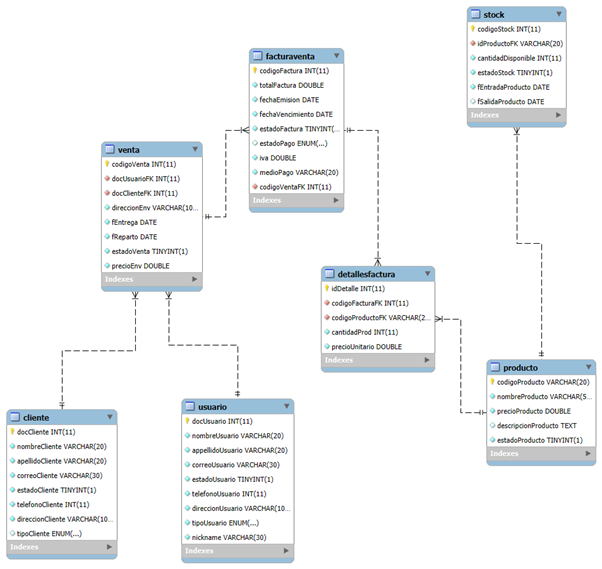 stock
codigoStock INT(11)
idProductoFK VARCHAR(20)
cantidadDisponible INT(11)
estadoStock TINYINT(1)
fEntradaProducto DATE
fSalidaProducto DATE
Indexes
facturaventa
codigoFactura INT(11)
totalFactura DOUBLE
fechaEmision DATE
fechaVencimiento DATE
estadoFactura TINYINT(...
estadoPago ENUM(...)
iva DOUBLE
medioPago VARCHAR(20)
codigoVentaFK INT(11)
Indexes
venta
codigoVenta INT(11)
docUsuarioFK INT(11)
docClienteFK INT(11)
direccionEnv VARCHAR(10...
fEntrega DATE
fReparto DATE
estadoVenta TINYINT(1)
precioEnv DOUBLE
Indexes
detallesfactura
idDetalle INT(11)
codigoFacturaFK INT(11)
codigoProductoFK VARCHAR(2...
cantidadProd INT(11)
precioUnitario DOUBLE
Indexes
producto
codigoProducto VARCHAR(20)
nombreProducto VARCHAR(5...
precioProducto DOUBLE
descripcionProducto TEXT
estadoProducto TINYINT(1)
Indexes
cliente
docCliente INT(11)
nombreCliente VARCHAR(20)
apellidoCliente VARCHAR(20)
correoCliente VARCHAR(30)
estadoCliente TINYINT(1)
telefonoCliente INT(11)
direccionCliente VARCHAR(10...
tipoCliente ENUM(...)
Indexes
usuario
docUsuario INT(11)
nombreUsuario VARCHAR(20)
appellidoUsuario VARCHAR(20)
correoUsuario VARCHAR(30)
estadoUsuario TINYINT(1)
telefonoUsuario INT(11)
direccionUsuario VARCHAR(10...
tipoUsuario ENUM(...)
nickname VARCHAR(30)
Indexes